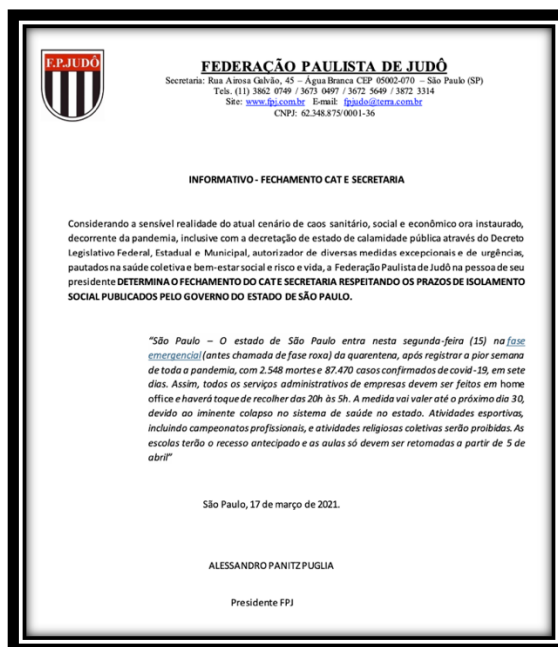 F.P.JUDÔ
FEDERAÇÃO PAULISTA DE JUDÔ
Secretaria: Rua Airosa Galvão, 45 – Água Branca CEP 05002-070 – São Paulo (SP)
Tels. (11) 3862 0749 / 3673 0497 / 3672 5649 / 3872 3314
Site: www.fpj.com.br E-mail: fpjudo@terra.com.br
CNPJ: 62.348.875/0001-36
INFORMATIVO - FECHAMENTO CAT E SECRETARIA
Considerando a sensível realidade do atual cenário de caos sanitário, social e econômico ora instaurado,
decorrente da pandemia, inclusive com a decretação de estado de calamidade pública através do Decreto
Legislativo Federal, Estadual e Municipal, autorizador de diversas medidas excepcionais e de urgências,
pautados na saúde coletiva e bem-estar social e risco e vida, a Federação Paulista de Judô na pessoa de seu
presidente DETERMINA O FECHAMENTO DO CAT E SECRETARIA RESPEITANDO OS PRAZOS DE ISOLAMENTO
SOCIAL PUBLICADOS PELO GOVERNO DO ESTADO DE SÃO PAULO.
"São Paulo – O estado de São Paulo entra nesta segunda-feira (15) na fase
emergencial (antes chamada de fase roxa) da quarentena, após registrar a pior semana
de toda a pandemia, com 2.548 mortes e 87.470 casos confirmados de covid-19, em sete
dias. Assim, todos os serviços administrativos de empresas devem ser feitos em home
office e haverá toque de recolher das 20h às 5h. A medida vai valer até o próximo dia 30,
devido ao iminente colapso no sistema de saúde no estado. Atividades esportivas,
incluindo campeonatos profissionais, e atividades religiosas coletivas serão proibidas. As
escolas terão o recesso antecipado e as aulas só devem ser retomadas a partir de 5 de
abril"
São Paulo, 17 de março de 2021.
ALESSANDRO PANITZ PUGLIA
Presidente FPJ